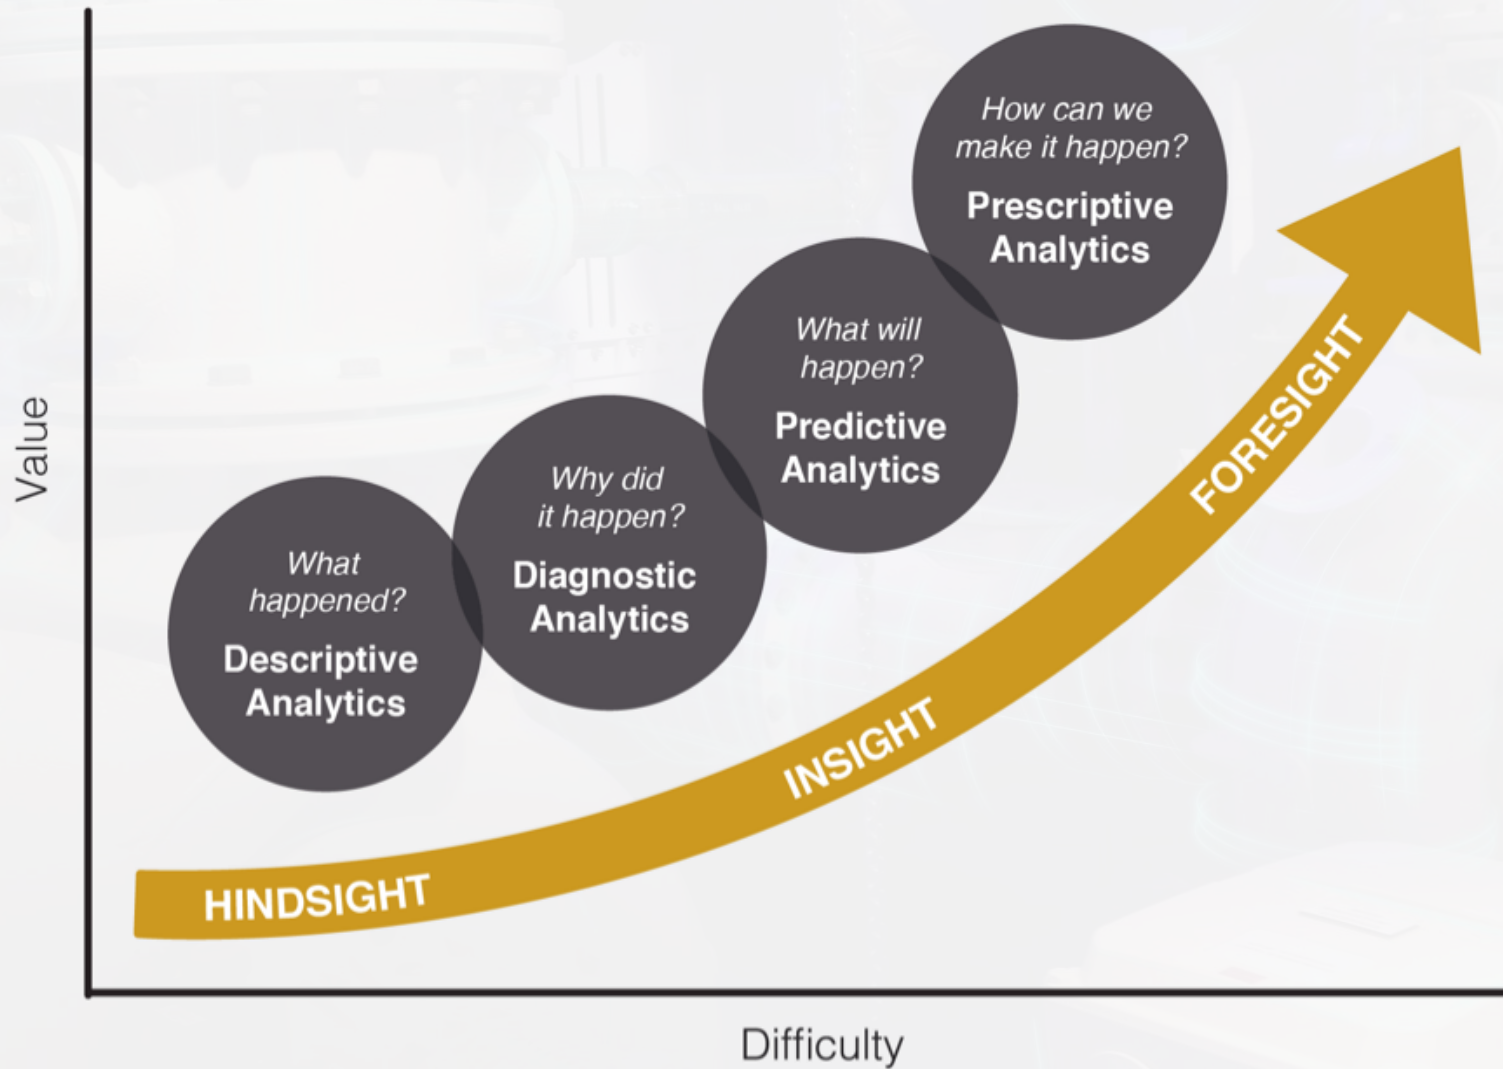 Value
How can we
make it happen?
Prescriptive
Analytics
What will
happen?
Predictive
Analytics
Why did
it happen?
Diagnostic
Analytics
What
happened?
Descriptive
Analytics
HINDSIGHT
INSIGHT
FORESIGHT
Difficulty